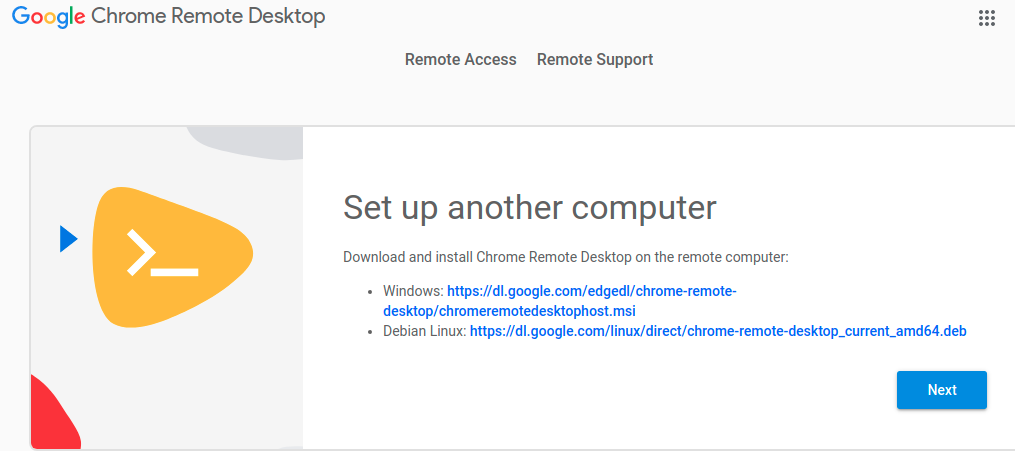 Google Chrome Remote Desktop
Remote Access Remote Support
Set up another computer
Download and install Chrome Remote Desktop on the remote computer:
• Windows: https://dl.google.com/edgedl/chrome-remote-
desktop/chromeremotedesktophost.msi
• Debian Linux: https://dl.google.com/linux/direct/chrome-remote-desktop_current_amd64.deb
Next